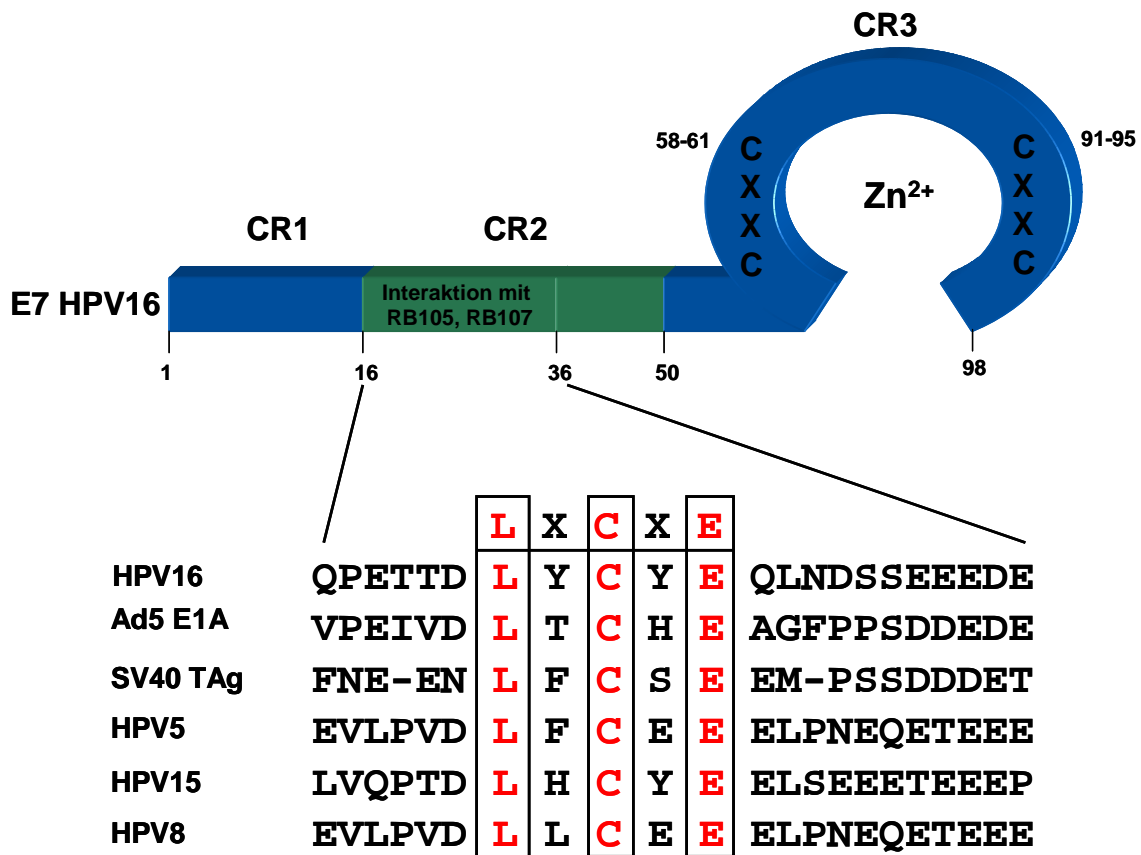 CR3
58-61
91-95
C
X
X
C
Zn²⁺
C
X
X
C
CR1
CR2
E7 HPV16
Interaktion mit
RB105, RB107
1
16
36
50
98
L X C X E
HPV16 QPETTD L Y C Y E QLNDSSEEEDE
Ad5 E1A VPEIVD L T C H E AGFPPSDDEDE
SV40 TAg FNE-EN L F C S E EM-PSSDDDET
HPV5 EVLPVD L F C E E ELPNEQETEEE
HPV15 LVQPTD L H C Y E ELSEEETEEEP
HPV8 EVLPVD L L C E E ELPNEQETEEE